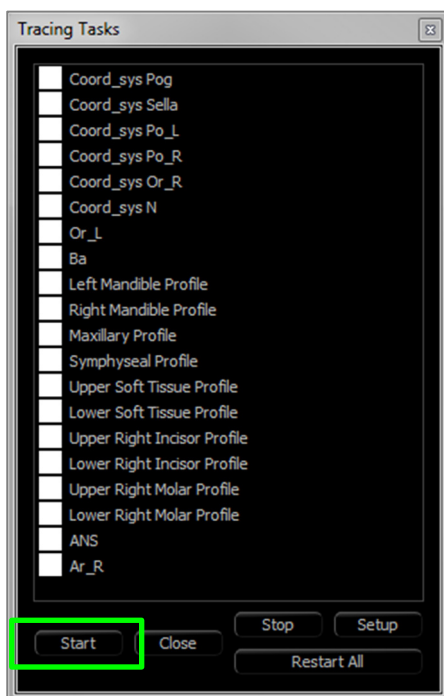 Tracing Tasks
Coord_sys Pog
Coord_sys Sella
Coord_sys Po_L
Coord_sys Po_R
Coord_sys Or_R
Coord_sys N
Or_L
Ba
Left Mandible Profile
Right Mandible Profile
Maxillary Profile
Symphyseal Profile
Upper Soft Tissue Profile
Lower Soft Tissue Profile
Upper Right Incisor Profile
Lower Right Incisor Profile
Upper Right Molar Profile
Lower Right Molar Profile
ANS
Ar_R
Stop Setup
Start Close
Restart All